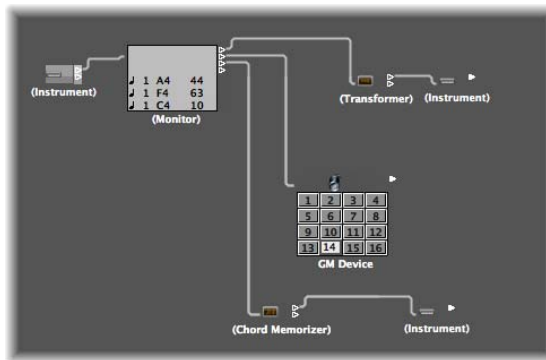 (Instrument)
1 A4 44
1 F4 63
1 C4 10
(Monitor)
(Transformer)
(Instrument)
1 2 3 4
5 6 7 8
9 10 11 12
13 14 15 16
GM Device
(Chord Memorizer)
(Instrument)